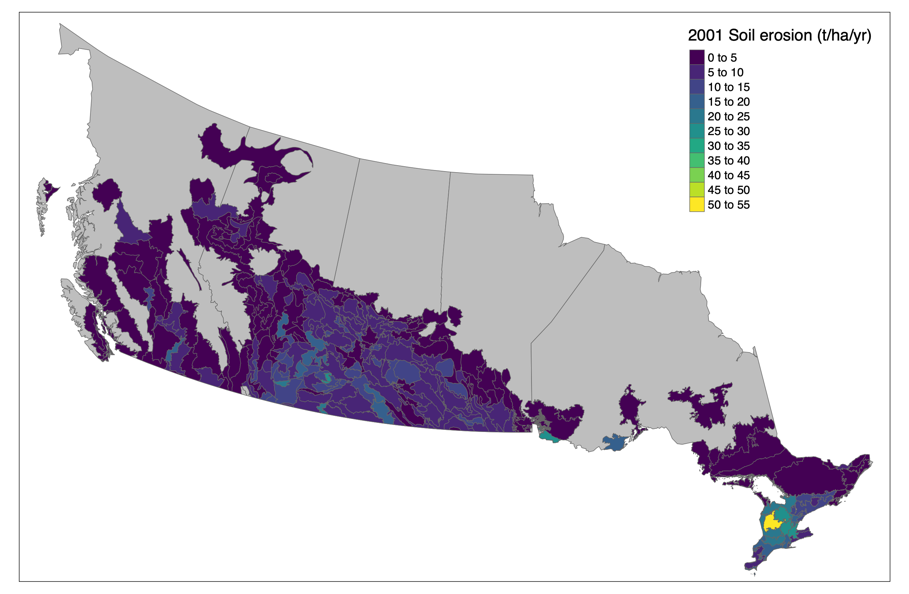 2001 Soil erosion (t/ha/yr)
0 to 5
5 to 10
10 to 15
15 to 20
20 to 25
25 to 30
30 to 35
35 to 40
40 to 45
45 to 50
50 to 55